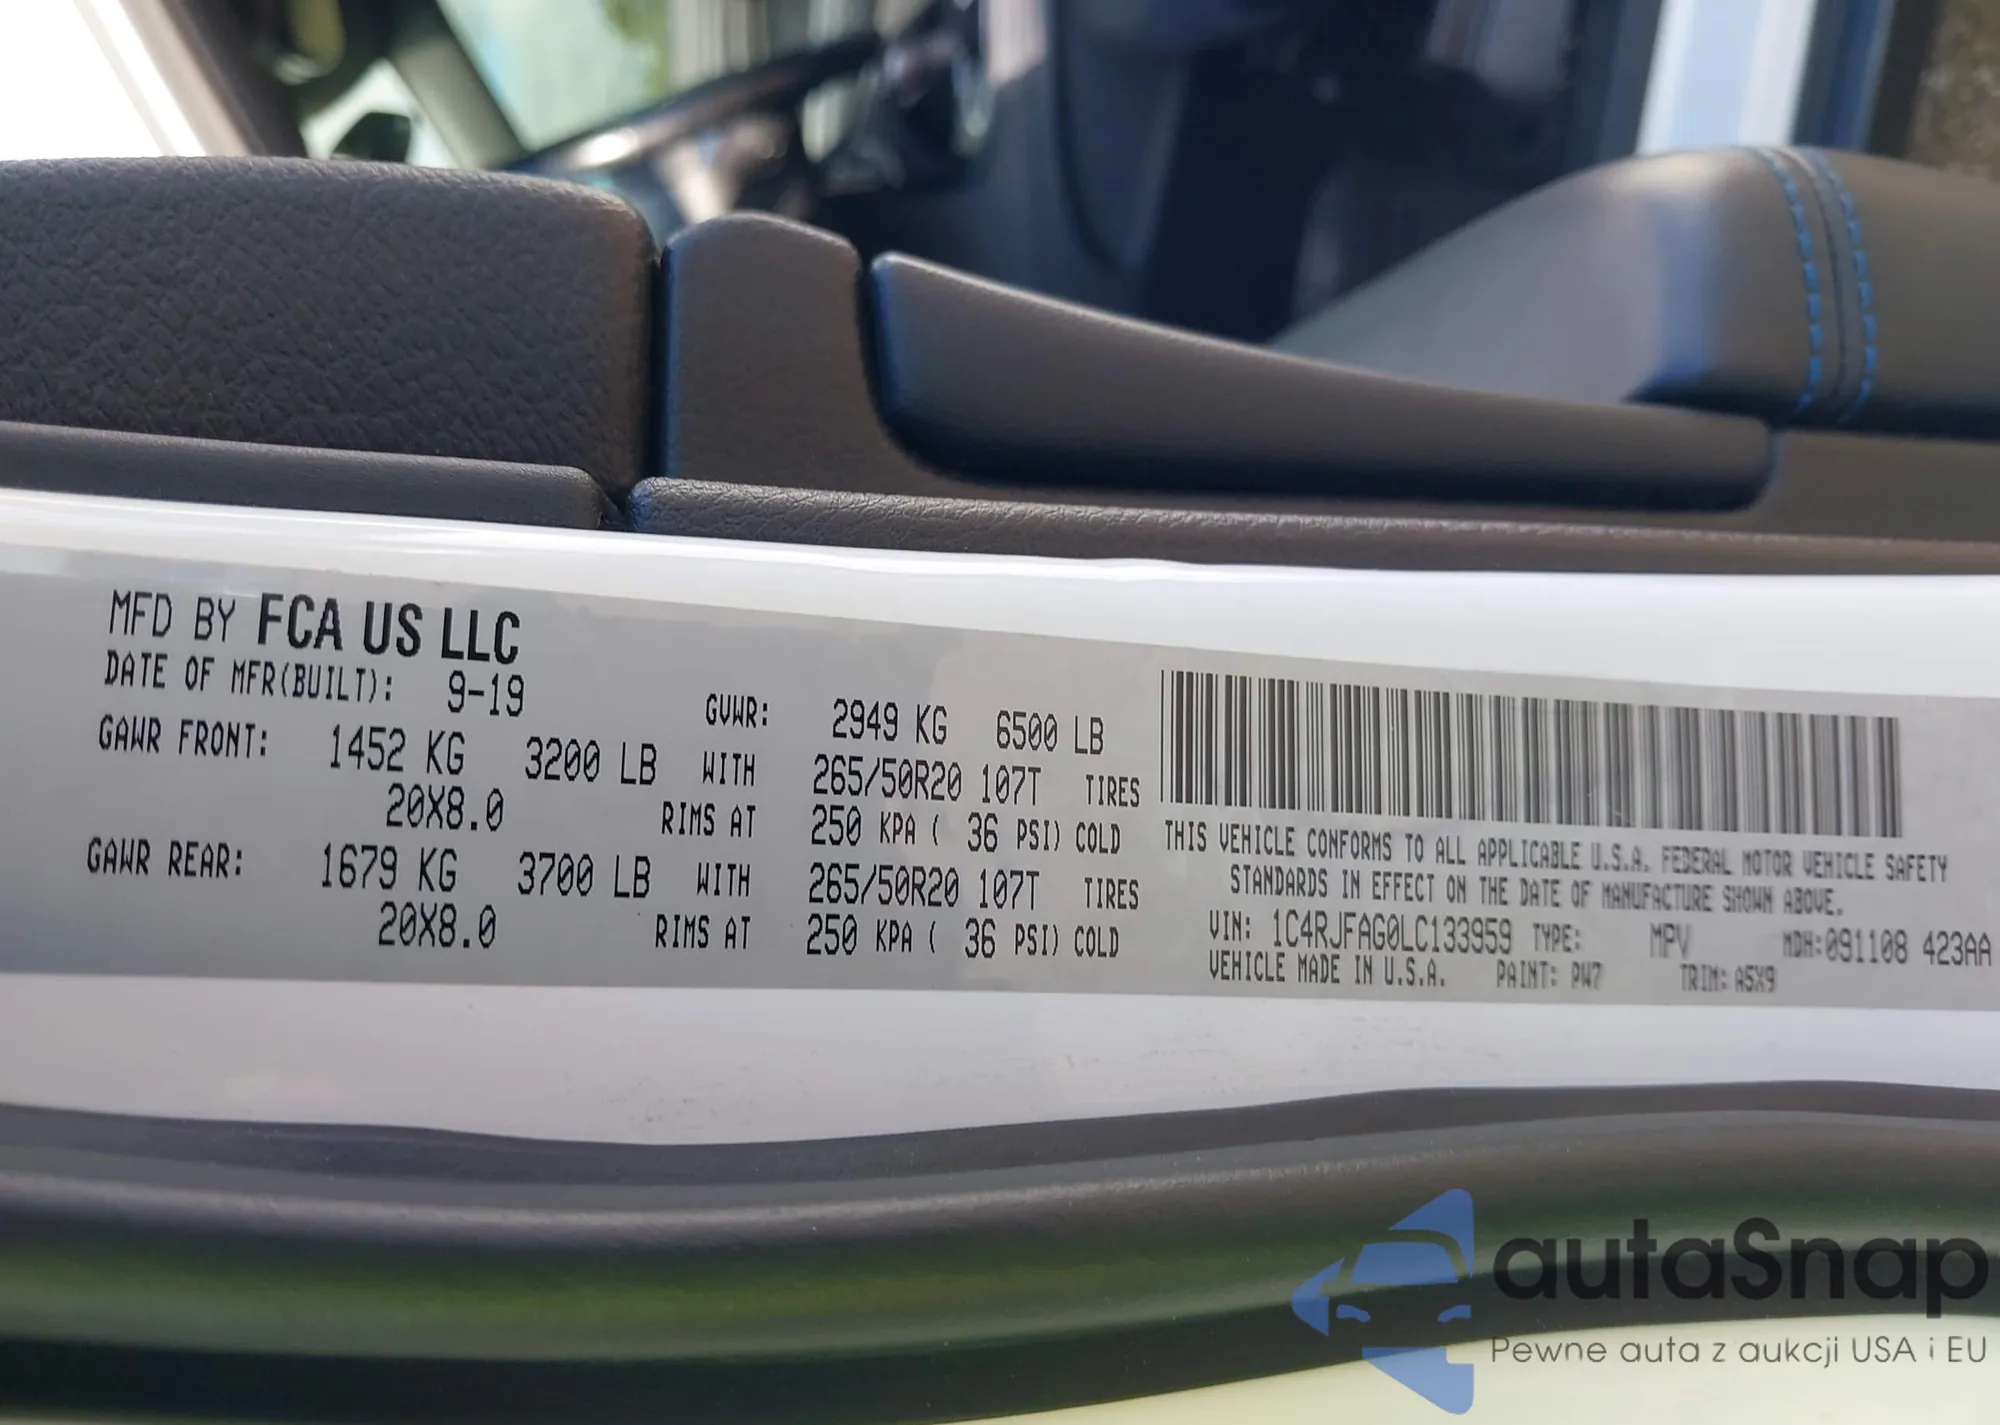 MFD BY FCA US LLC
DATE OF MFR(BUILT): 9-19
GVWR: 2949 KG 6500 LB
GAWR FRONT: 1452 KG 3200 LB WITH 265/50R20 107T TIRES
20X8.0 RIMS AT 250 KPA ( 36 PSI) COLD
GAWR REAR: 1679 KG 3700 LB WITH 265/50R20 107T TIRES
20X8.0 RIMS AT 250 KPA ( 36 PSI) COLD
THIS VEHICLE CONFORMS TO ALL APPLICABLE U.S.A. FEDERAL MOTOR VEHICLE SAFETY
STANDARDS IN EFFECT ON THE DATE OF MANUFACTURE SHOWN ABOVE.
VIN: 1C4RJFAG0LC133959 TYPE: MPV MDH:091108 423AA
VEHICLE MADE IN U.S.A. PAINT: PW7 TRIM: A5X9
autaSnap
Pewne auta z aukcji USA i EU